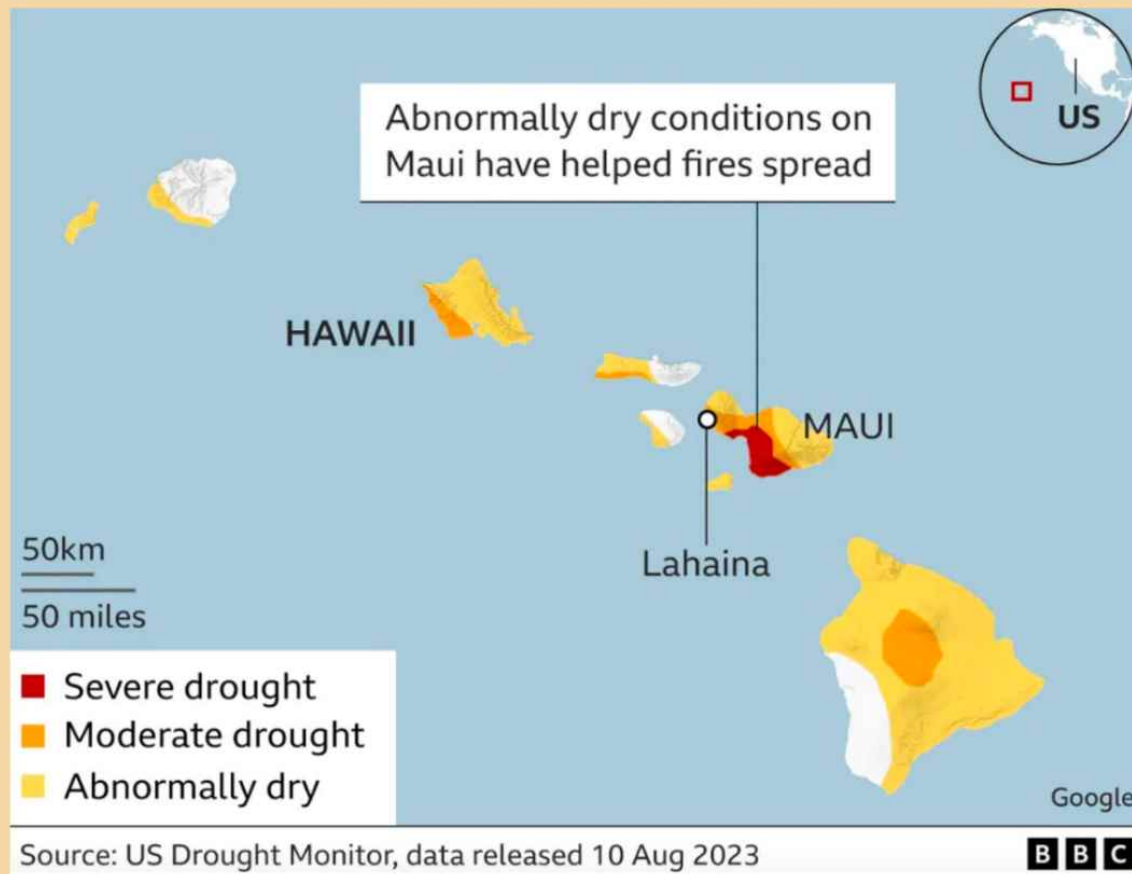 US
Abnormally dry conditions on
Maui have helped fires spread
HAWAII
MAUI
Lahaina
50km
50 miles
Severe drought
Moderate drought
Abnormally dry
Google
Source: US Drought Monitor, data released 10 Aug 2023
BBC